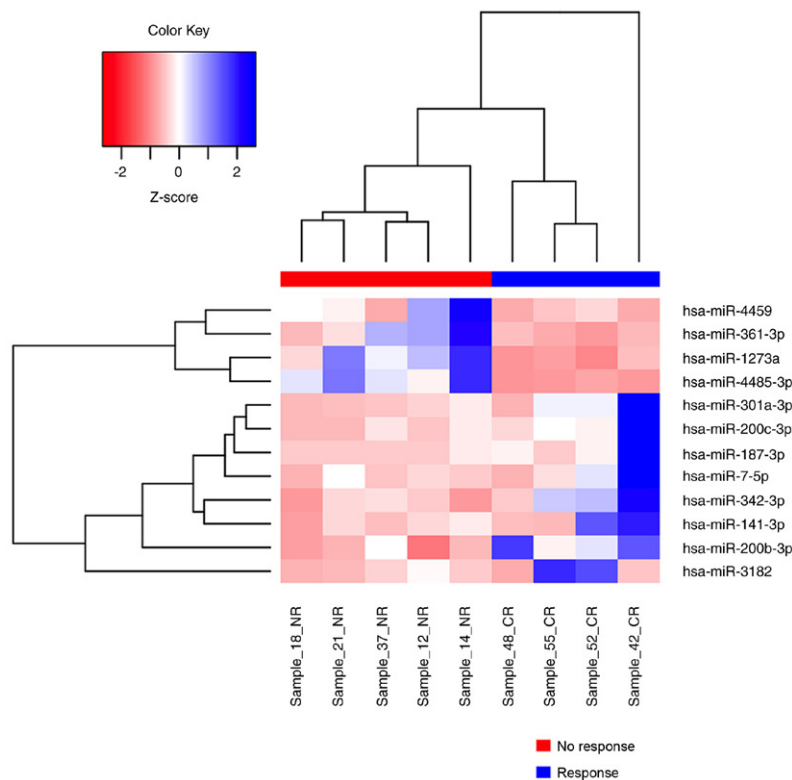 Color Key
-2 0 2
Z-score
hsa-miR-4459
hsa-miR-361-3p
hsa-miR-1273a
hsa-miR-4485-3p
hsa-miR-301a-3p
hsa-miR-200c-3p
hsa-miR-187-3p
hsa-miR-7-5p
hsa-miR-342-3p
hsa-miR-141-3p
hsa-miR-200b-3p
hsa-miR-3182
Sample_18_NR
Sample_21_NR
Sample_37_NR
Sample_12_NR
Sample_14_NR
Sample_48_CR
Sample_55_CR
Sample_52_CR
Sample_42_CR
No response
Response